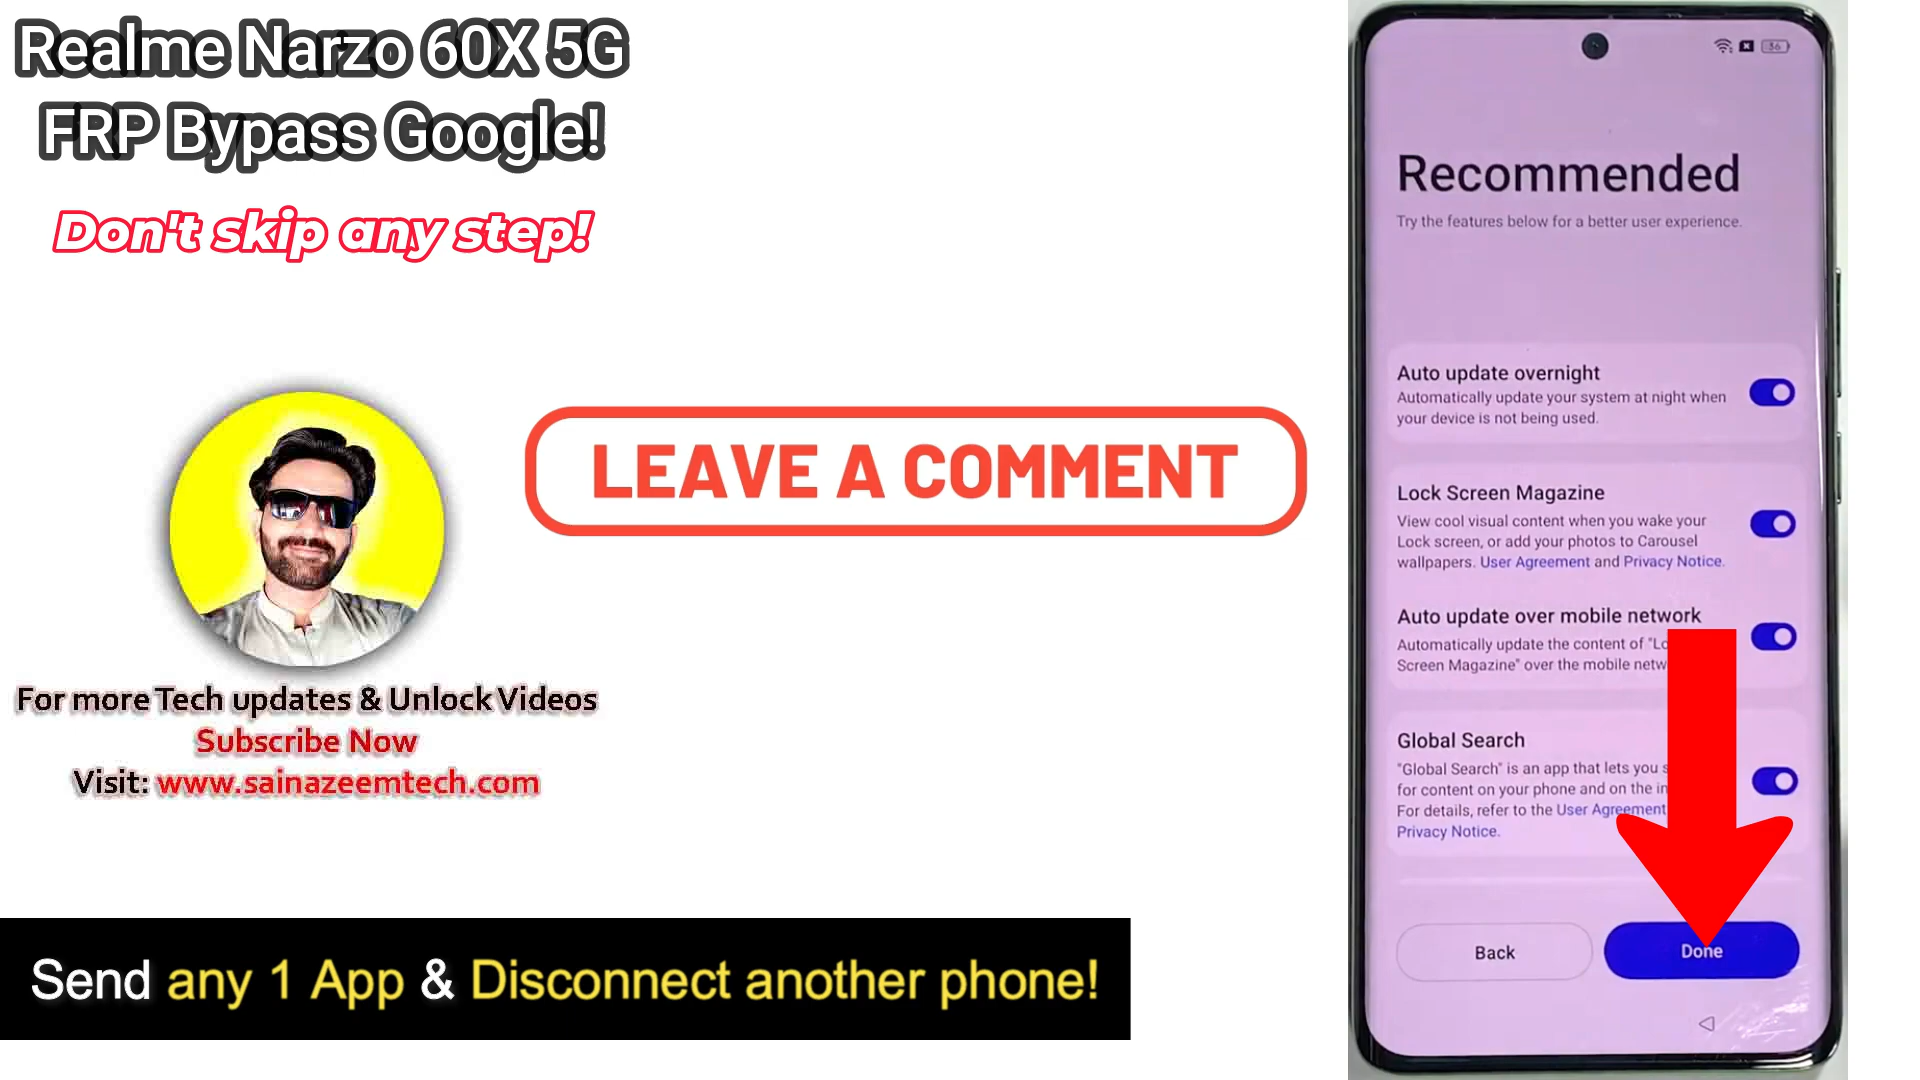 Realme Narzo 60X 5G
FRP Bypass Google!
Don't skip any step!
LEAVE A COMMENT
For more Tech updates & Unlock Videos
Subscribe Now
Visit: www.sainazeemtech.com
Send any 1 App & Disconnect another phone!
36
Recommended
Try the features below for a better user experience.
Auto update overnight
Automatically update your system at night when
your device is not being used.
Lock Screen Magazine
View cool visual content when you wake your
Lock screen, or add your photos to Carousel
wallpapers. User Agreement and Privacy Notice.
Auto update over mobile network
Automatically update the content of "Lo
Screen Magazine" over the mobile netw
Global Search
"Global Search" is an app that lets you s
for content on your phone and on the in
For details, refer to the User Agreement
Privacy Notice.
Back
Done